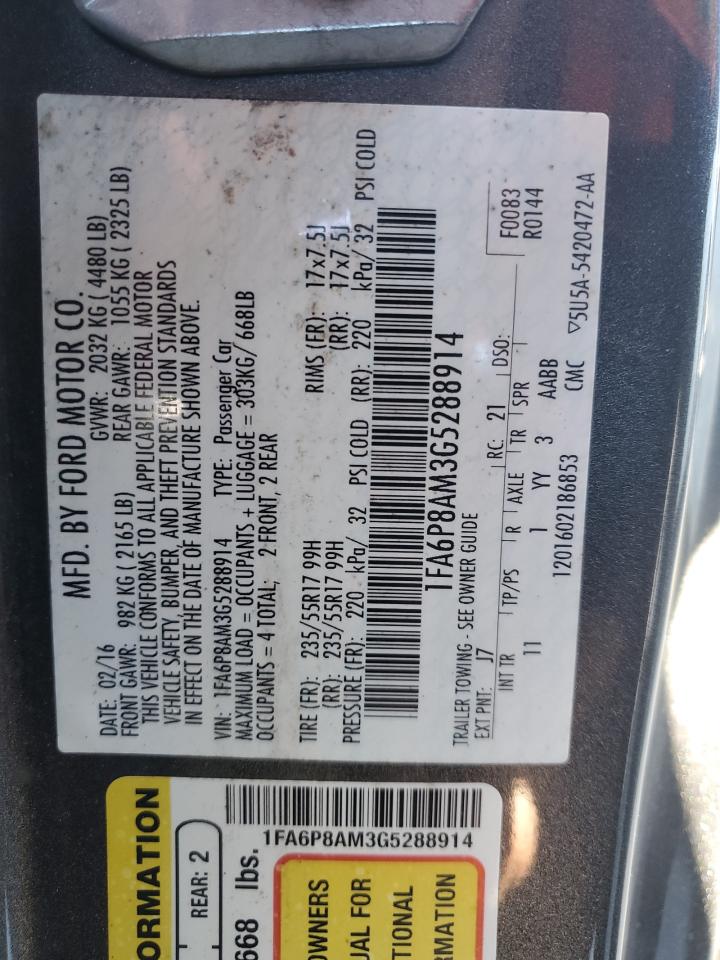 MFD. BY FORD MOTOR CO.
DATE: 02/16 GVWR: 2032 KG ( 4480 LB)
FRONT GAWR: 982 KG ( 2165 LB) REAR GAWR: 1055 KG ( 2325 LB)
THIS VEHICLE CONFORMS TO ALL APPLICABLE FEDERAL MOTOR
VEHICLE SAFETY, BUMPER, AND THEFT PREVENTION STANDARDS
IN EFFECT ON THE DATE OF MANUFACTURE SHOWN ABOVE.
VIN: 1FA6P8AM3G5288914 TYPE: Passenger Car
MAXIMUM LOAD = OCCUPANTS + LUGGAGE = 303KG/ 668LB
OCCUPANTS = 4 TOTAL; 2-FRONT, 2 REAR
TIRE (FR): 235/55R17 99H RIMS (FR): 17x7.5J
(RR): 235/55R17 99H (RR): 17x7.5J
PRESSURE (FR): 220 kPa/ 32 PSI COLD (RR): 220 kPa/ 32 PSI COLD
1FA6P8AM3G5288914
TRAILER TOWING - SEE OWNER GUIDE
EXT PNT: J7 RC: 21 DSO: F0083
INT TR TP/PS R AXLE TR SPR R0144
11 1 YY 3 AABB
1201602186853 CMC
▽5U5A-5420472-AA
ORMATION
REAR: 2
1FA6P8AM3G5288914
668 lbs.
OWNERS
UAL FOR
TIONAL
RMATION